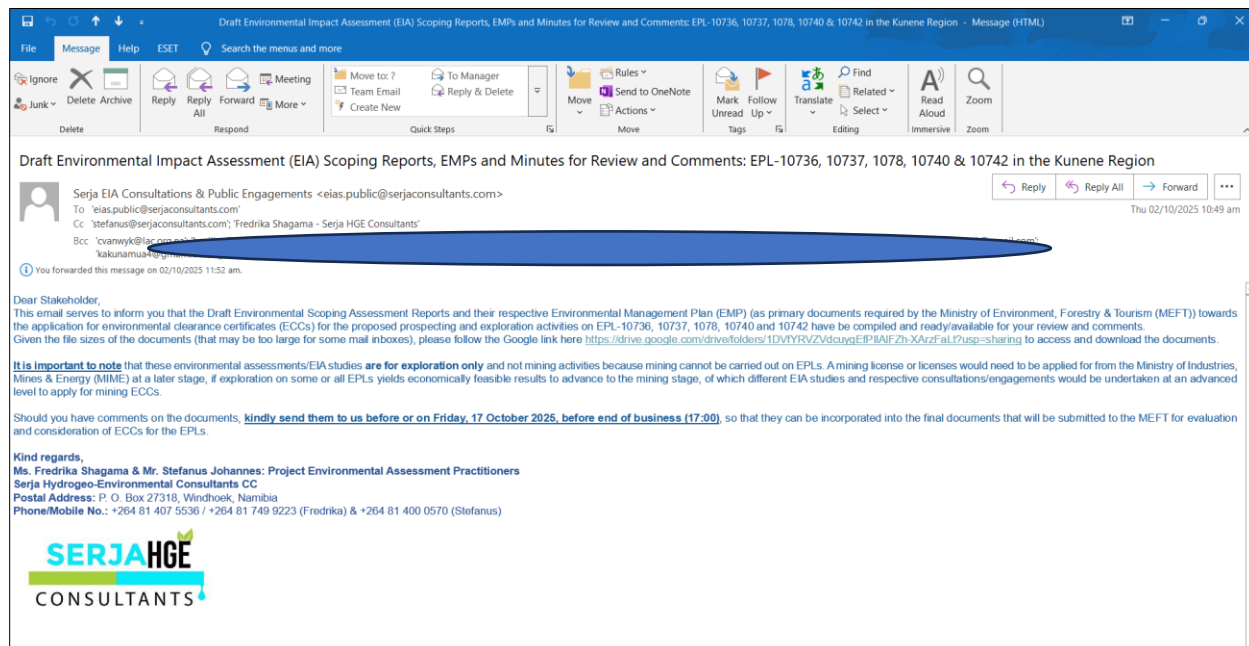 Draft Environmental Impact Assessment (EIA) Scoping Reports, EMPs and Minutes for Review and Comments: EPL-10736, 10737, 1078, 10740 & 10742 in the Kunene Region - Message (HTML)
File Message Help ESET Search the menus and more
Ignore
Junk
Delete Archive
Reply Reply All Forward
Meeting
More
Move to: ? To Manager
Team Email Reply & Delete
Create New
Move
Rules
Send to OneNote
Actions
Mark Unread Follow Up
Translate
Find
Related
Select
Read Aloud
Zoom
Delete Respond Quick Steps Move Tags Editing Immersive Zoom
Draft Environmental Impact Assessment (EIA) Scoping Reports, EMPs and Minutes for Review and Comments: EPL-10736, 10737, 1078, 10740 & 10742 in the Kunene Region
Serja EIA Consultations & Public Engagements <eias.public@serjaconsultants.com>
Reply Reply All Forward
To 'eias.public@serjaconsultants.com'
Thu 02/10/2025 10:49 am
Cc 'stefanus@serjaconsultants.com'; 'Fredrika Shagama - Serja HGE Consultants'
Bcc
You forwarded this message on 02/10/2025 11:52 am.
Dear Stakeholder,
This email serves to inform you that the Draft Environmental Scoping Assessment Reports and their respective Environmental Management Plan (EMP) (as primary documents required by the Ministry of Environment, Forestry & Tourism (MEFT)) towards
the application for environmental clearance certificates (ECCs) for the proposed prospecting and exploration activities on EPL-10736, 10737, 1078, 10740 and 10742 have be compiled and ready/available for your review and comments.
Given the file sizes of the documents (that may be too large for some mail inboxes), please follow the Google link here to access and download the documents.
It is important to note that these environmental assessments/EIA studies are for exploration only and not mining activities because mining cannot be carried out on EPLs. A mining license or licenses would need to be applied for from the Ministry of Industries,
Mines & Energy (MIME) at a later stage, if exploration on some or all EPLs yields economically feasible results to advance to the mining stage, of which different EIA studies and respective consultations/engagements would be undertaken at an advanced
level to apply for mining ECCs.
Should you have comments on the documents, kindly send them to us before or on Friday, 17 October 2025, before end of business (17:00), so that they can be incorporated into the final documents that will be submitted to the MEFT for evaluation
and consideration of ECCs for the EPLs.
Kind regards,
Ms. Fredrika Shagama & Mr. Stefanus Johannes: Project Environmental Assessment Practitioners
Serja Hydrogeo-Environmental Consultants CC
Postal Address: P. O. Box 27318, Windhoek, Namibia
Phone/Mobile No.: +264 81 407 5536 / +264 81 749 9223 (Fredrika) & +264 81 400 0570 (Stefanus)
SERJAHGE
CONSULTANTS